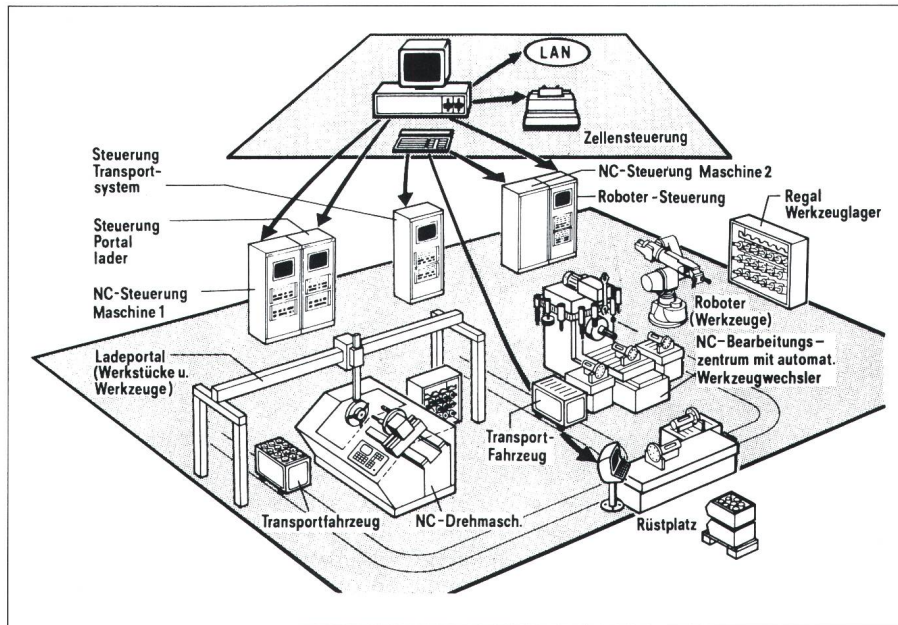 LAN
Zellensteuerung
Steuerung
Transport-
system
Steuerung
Portal
lader
NC-Steuerung
Maschine 1
NC-Steuerung Maschine 2
Roboter-Steuerung
Regal
Werkzeuglager
Roboter
(Werkzeuge)
NC-Bearbeitungs-
zentrum mit automat.
Werkzeugwechsler
Ladeportal
(Werkstücke u.
Werkzeuge)
Transport-
Fahrzeug
Transportfahrzeug
NC-Drehmasch.
Rüstplatz